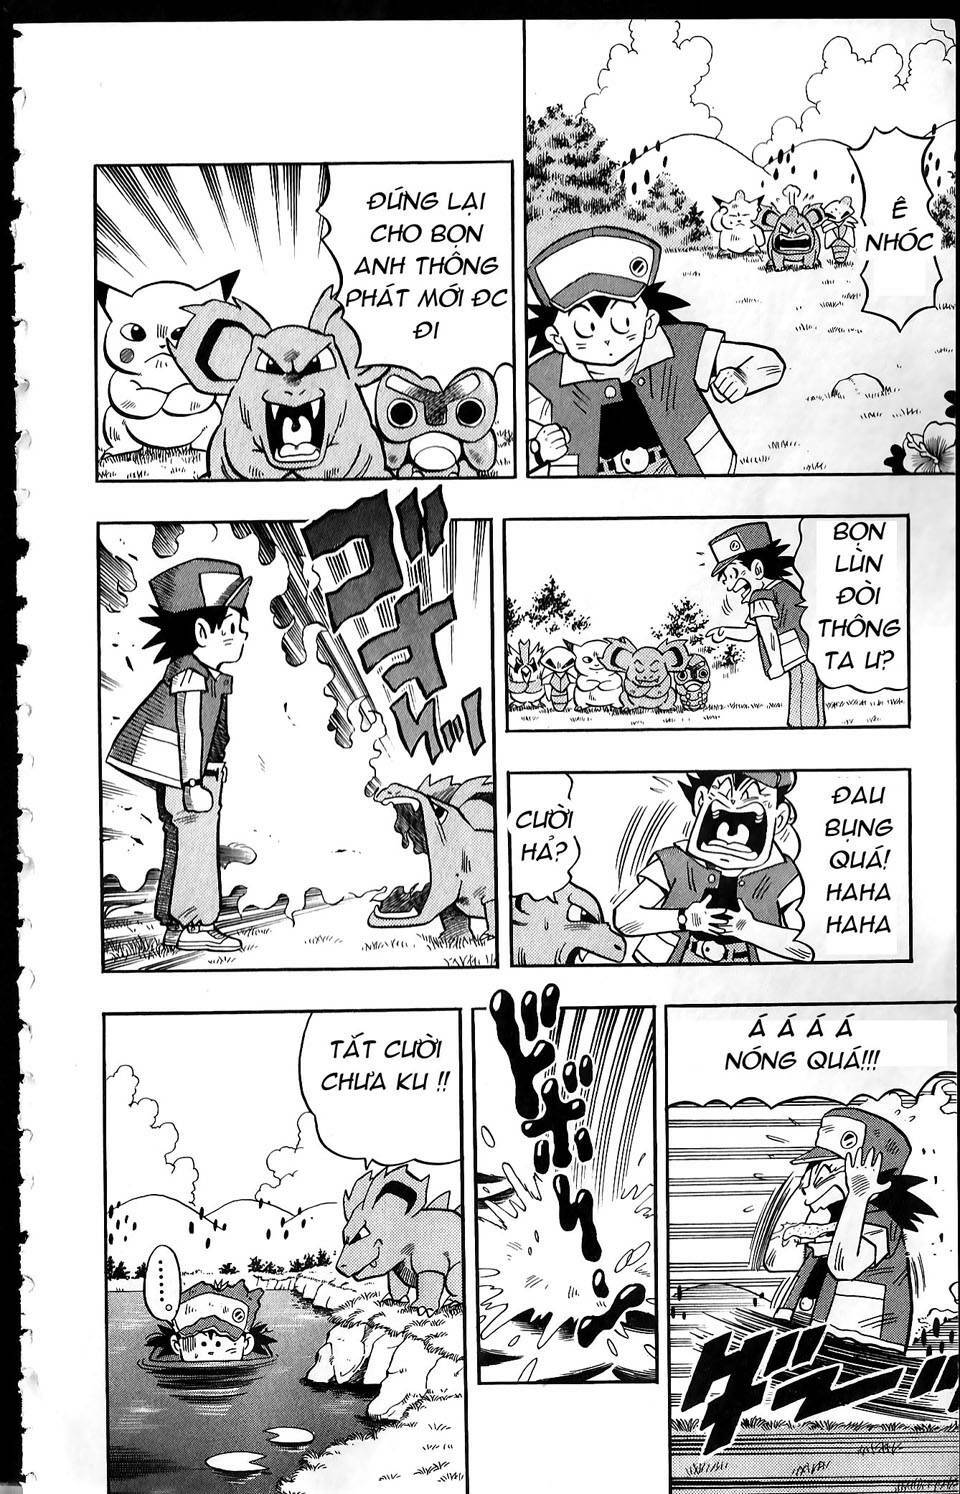 Ê
NHÓC
ĐỨNG LẠI
CHO BỌN
ANH THÔNG
PHÁT MỚI ĐC
ĐI
BỌN
LÙN
ĐÒI
THÔNG
TA Ư?
ĐAU
BỤNG
QUÁ!
HAHA
HAHA
CƯỜI
HẢ?
Á Á Á Á
NÓNG QUÁ!!!
TẮT CƯỜI
CHƯA KU !!
......